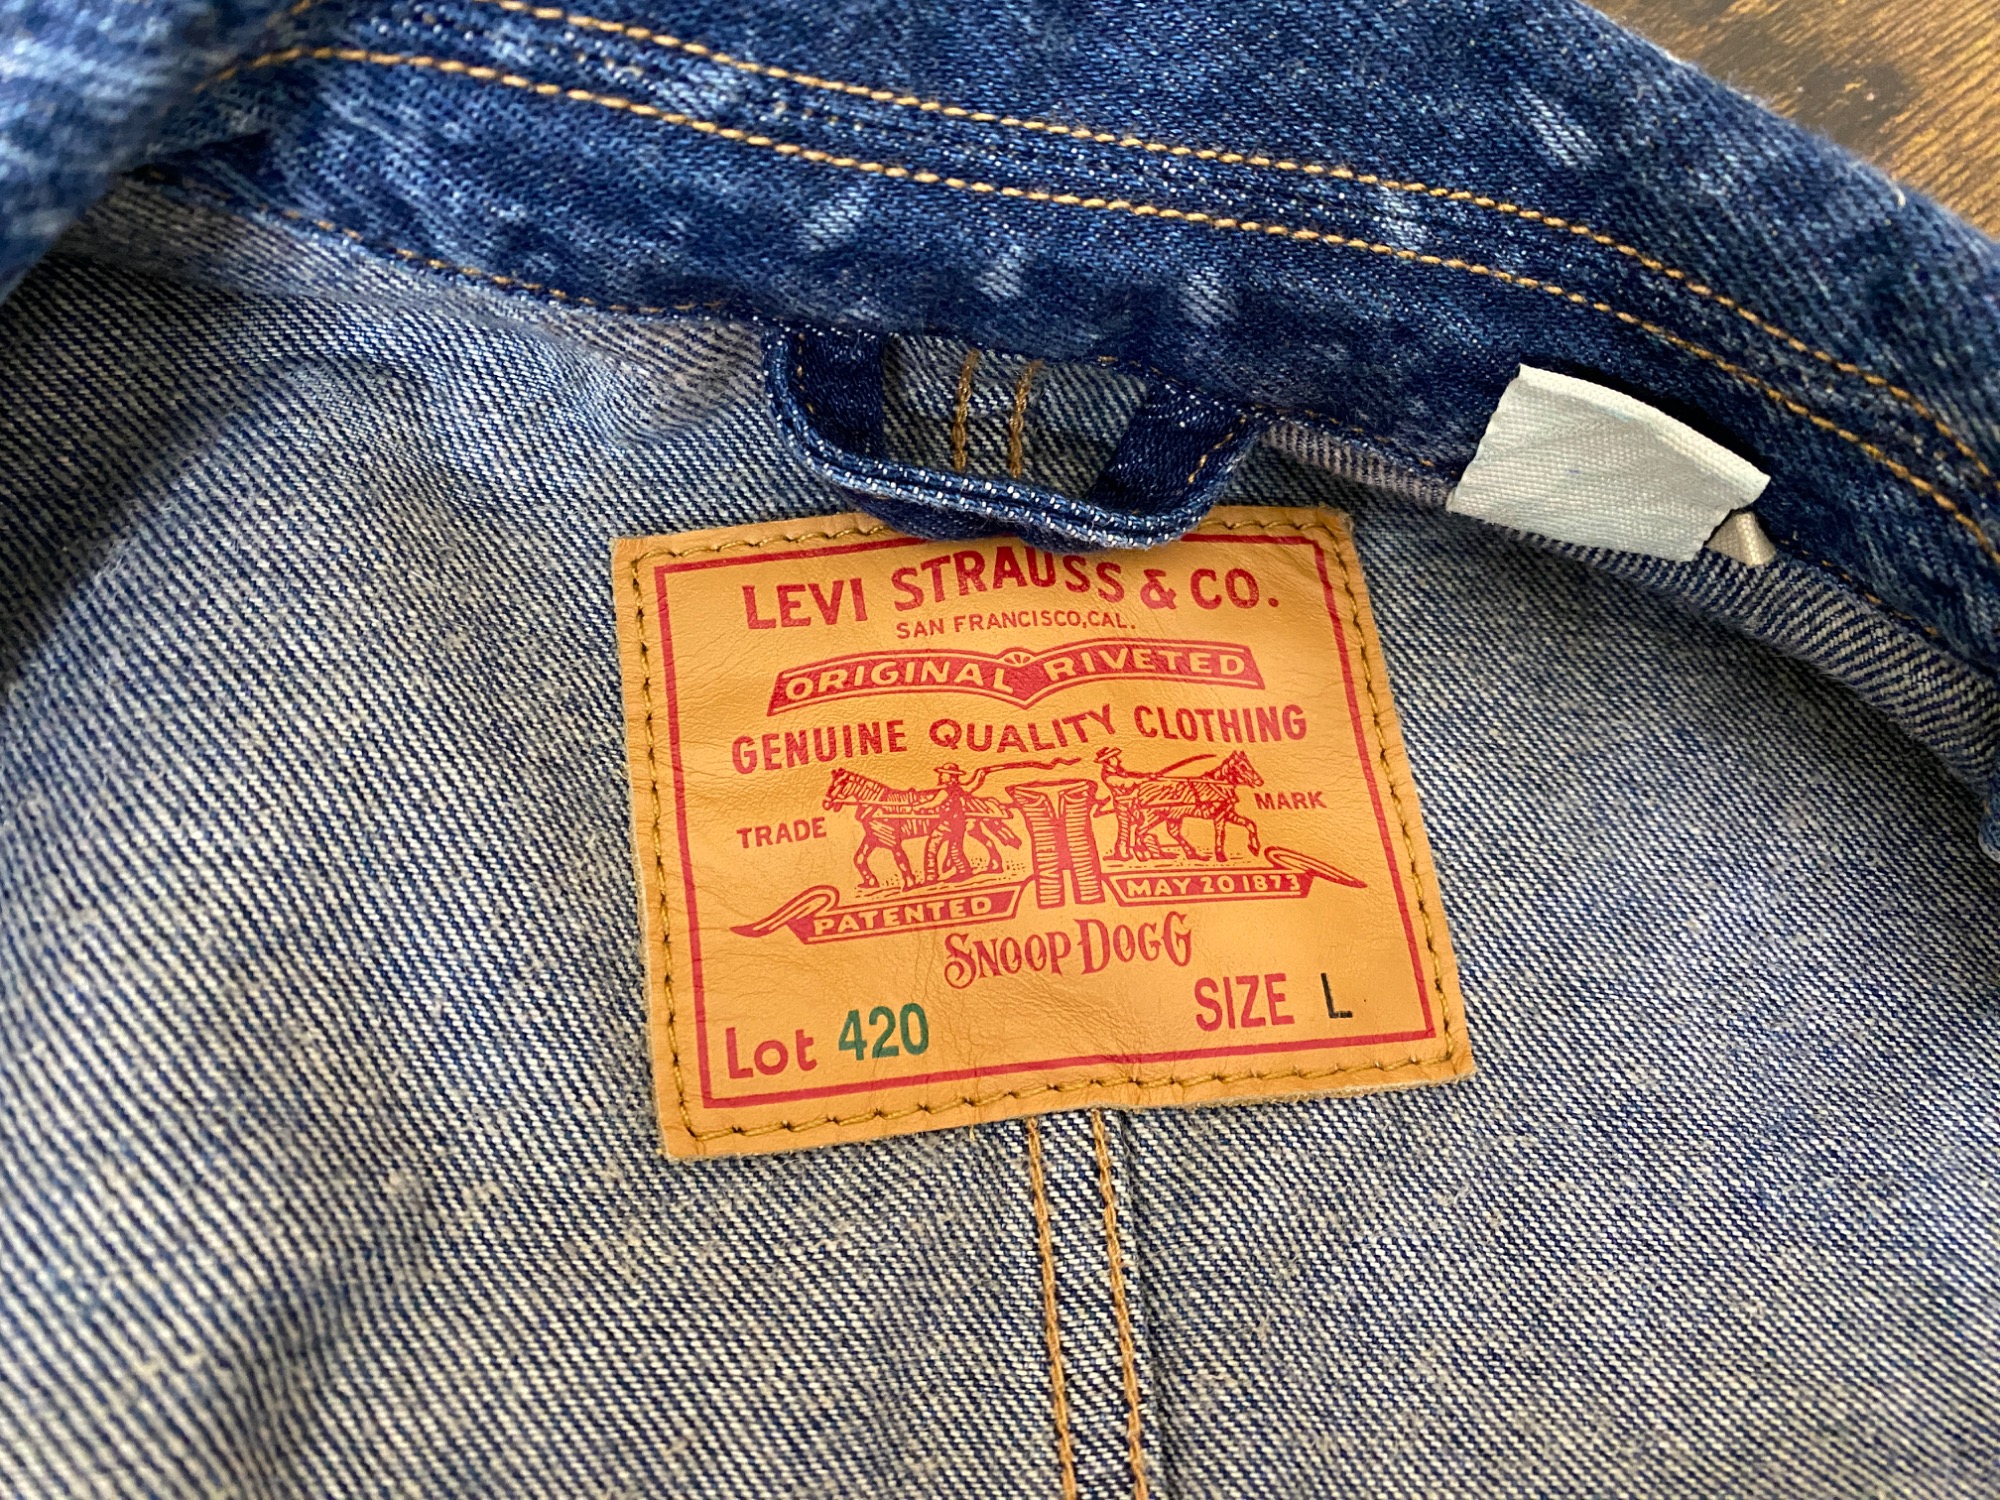 LEVI STRAUSS & CO.
SAN FRANCISCO,CAL.
ORIGINAL RIVETED
GENUINE QUALITY CLOTHING
TRADE MARK
PATENTED MAY 20 1873
SNOOP DOGG
Lot 420 SIZE L